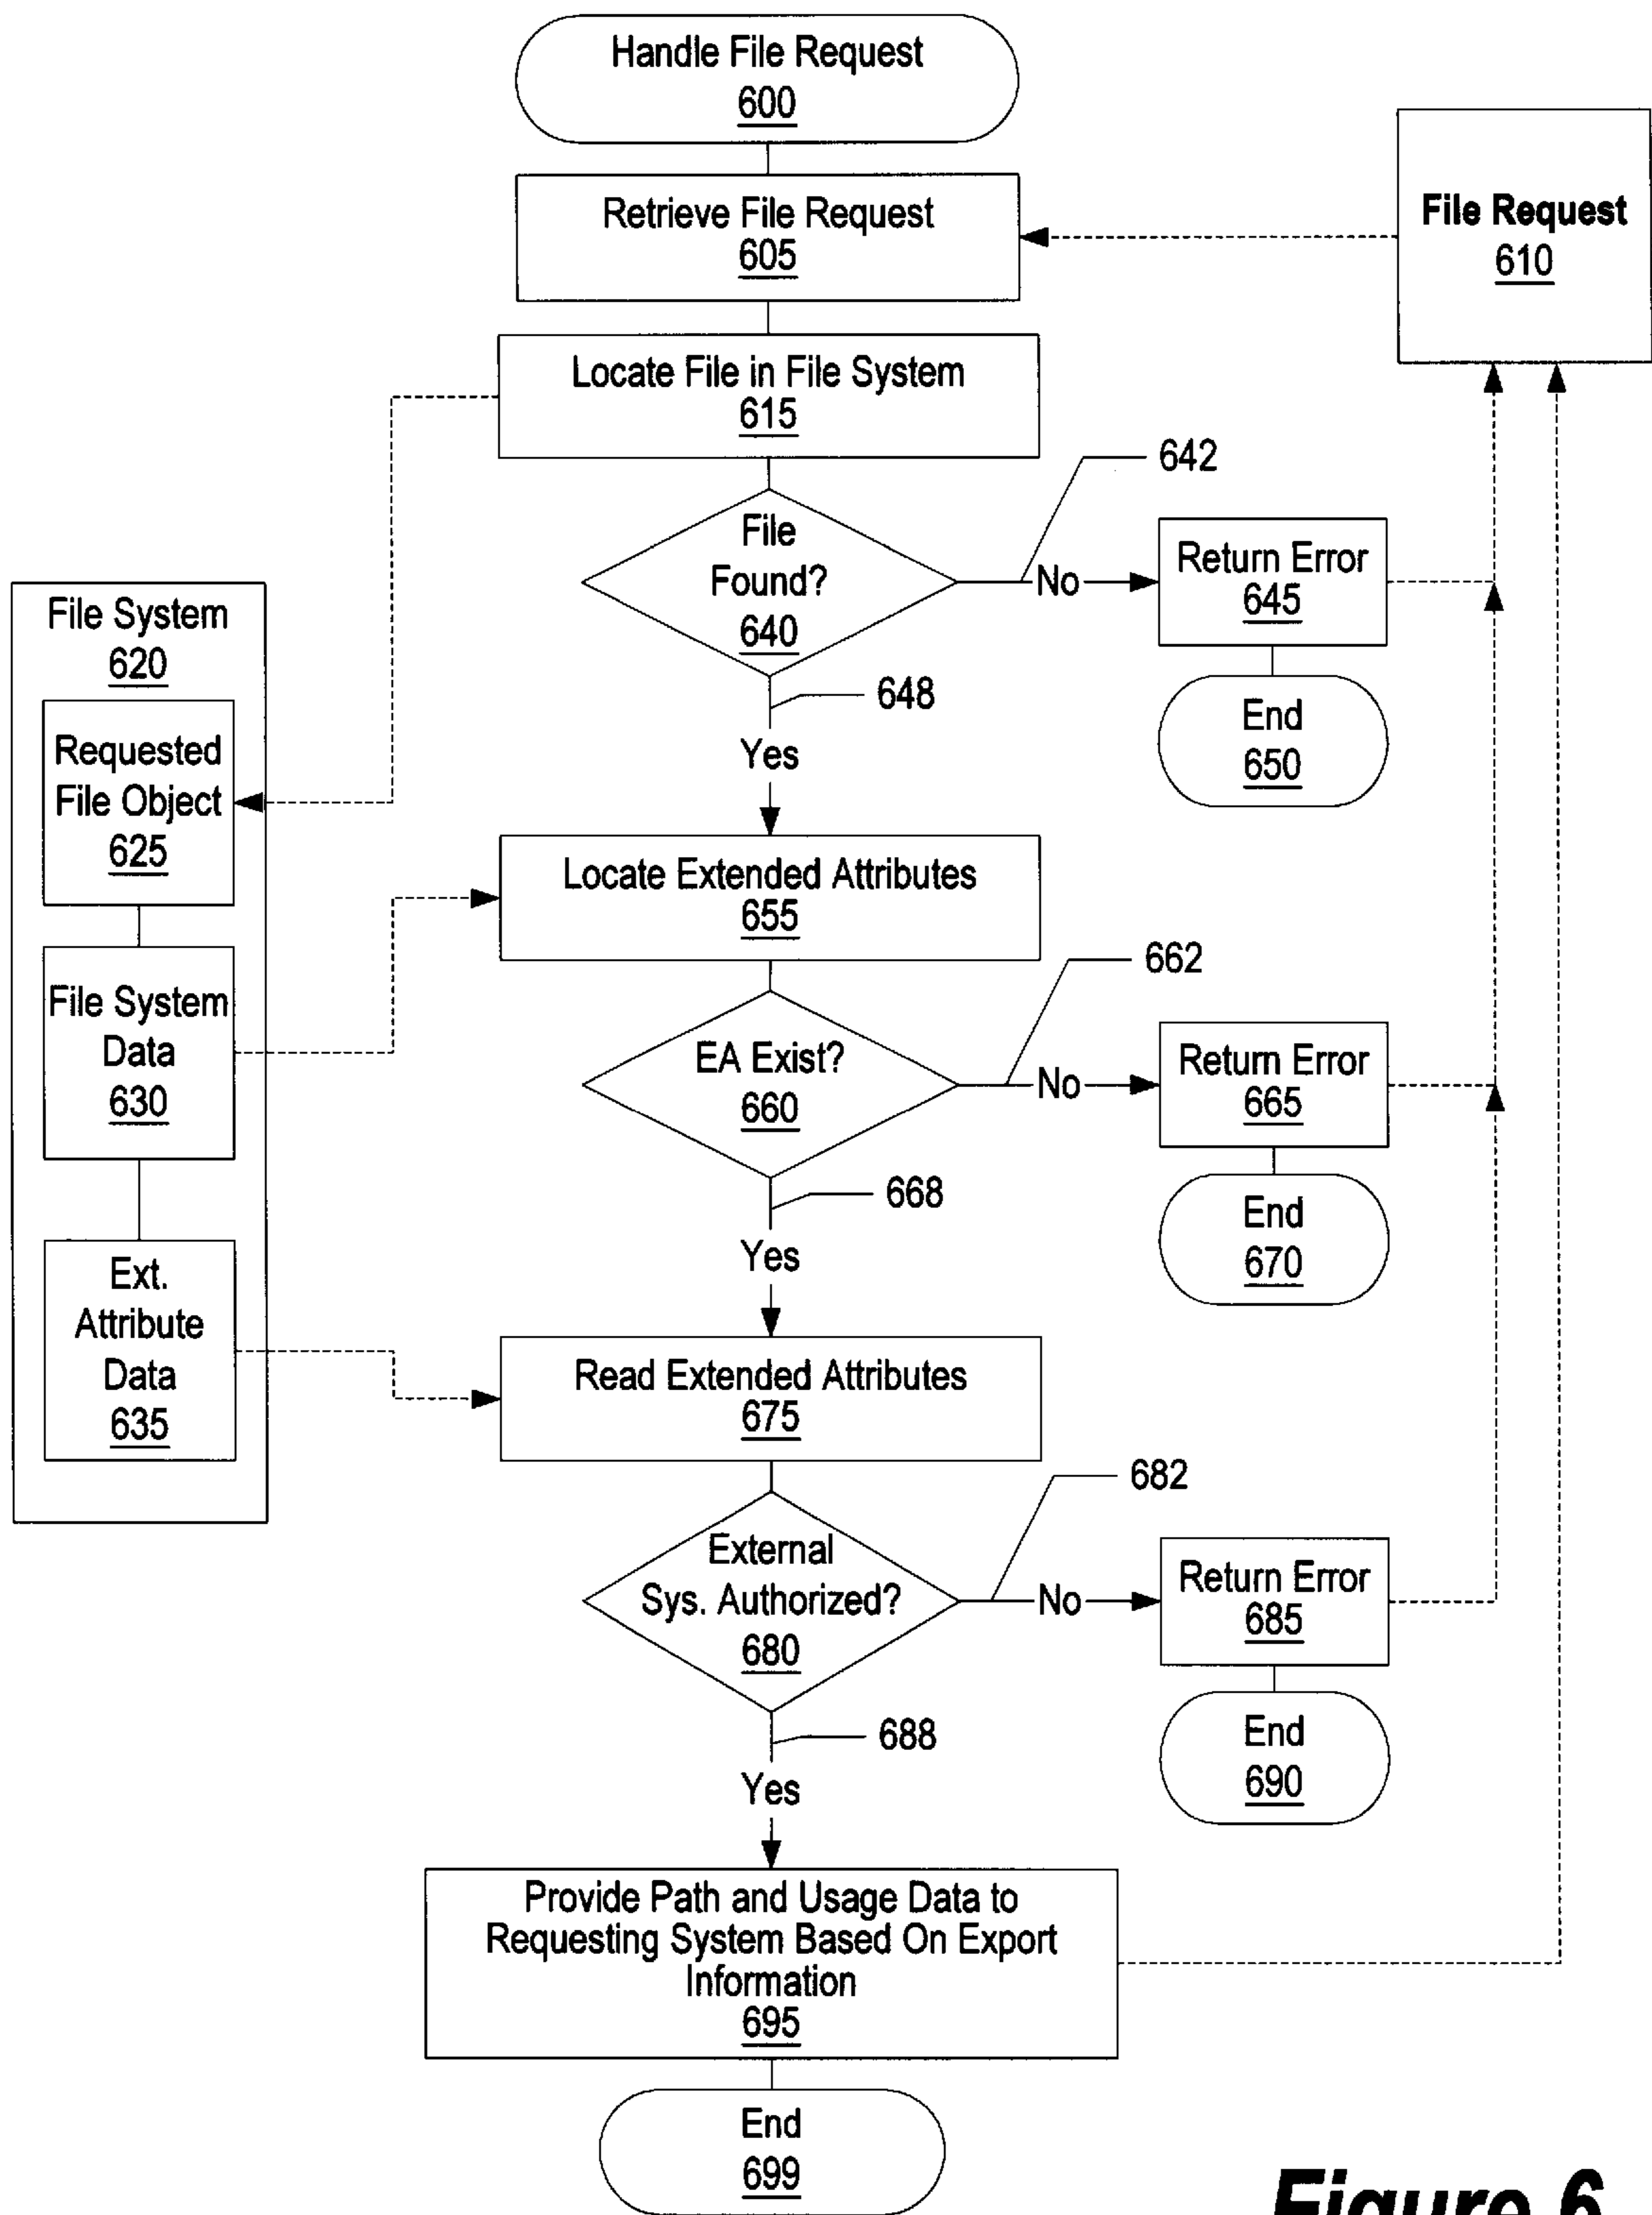 Handle File Request
600
Retrieve File Request
605
File Request
610
Locate File in File System
615
642
File
Found?
640
No
Return Error
645
End
650
648
Yes
File System
620
Requested
File Object
625
File System
Data
630
Ext.
Attribute
Data
635
Locate Extended Attributes
655
662
EA Exist?
660
No
Return Error
665
End
670
668
Yes
Read Extended Attributes
675
682
External
Sys. Authorized?
680
No
Return Error
685
End
690
688
Yes
Provide Path and Usage Data to
Requesting System Based On Export
Information
695
End
699
Figure 6